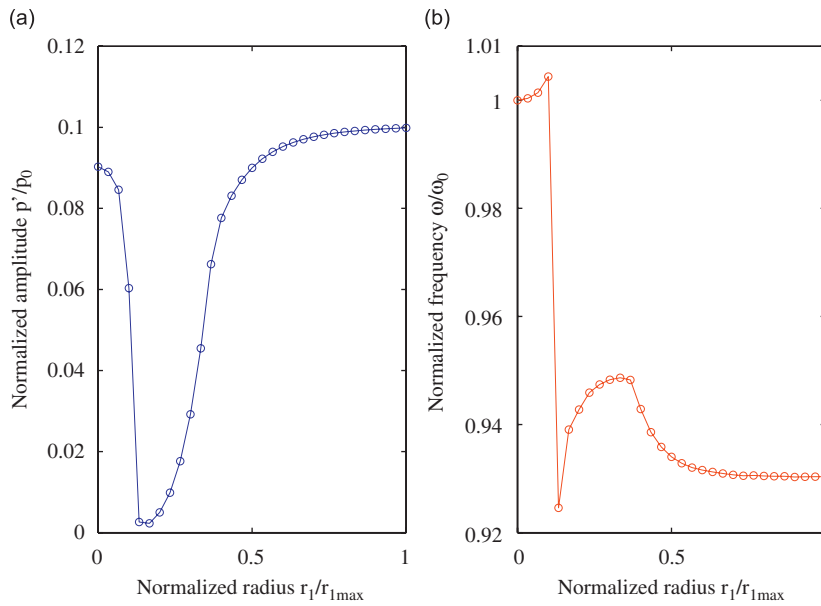 (a)
0.12
0.1
0.08
0.06
0.04
0.02
0
Normalized amplitude p'/p0
0 0.5 1
Normalized radius r1/r1max
(b)
1.01
1
0.98
0.96
0.94
0.92
Normalized frequency ω/ω0
0 0.5
Normalized radius r1/r1max